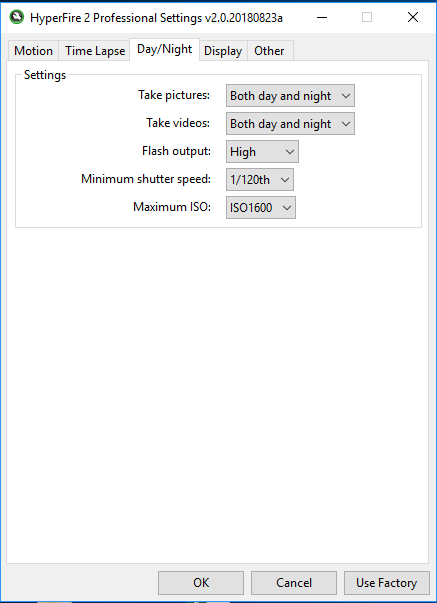 HyperFire 2 Professional Settings v2.0.20180823a
Motion Time Lapse Day/Night Display Other
Settings
Take pictures: Both day and night
Take videos: Both day and night
Flash output: High
Minimum shutter speed: 1/120th
Maximum ISO: ISO1600
OK Cancel Use Factory